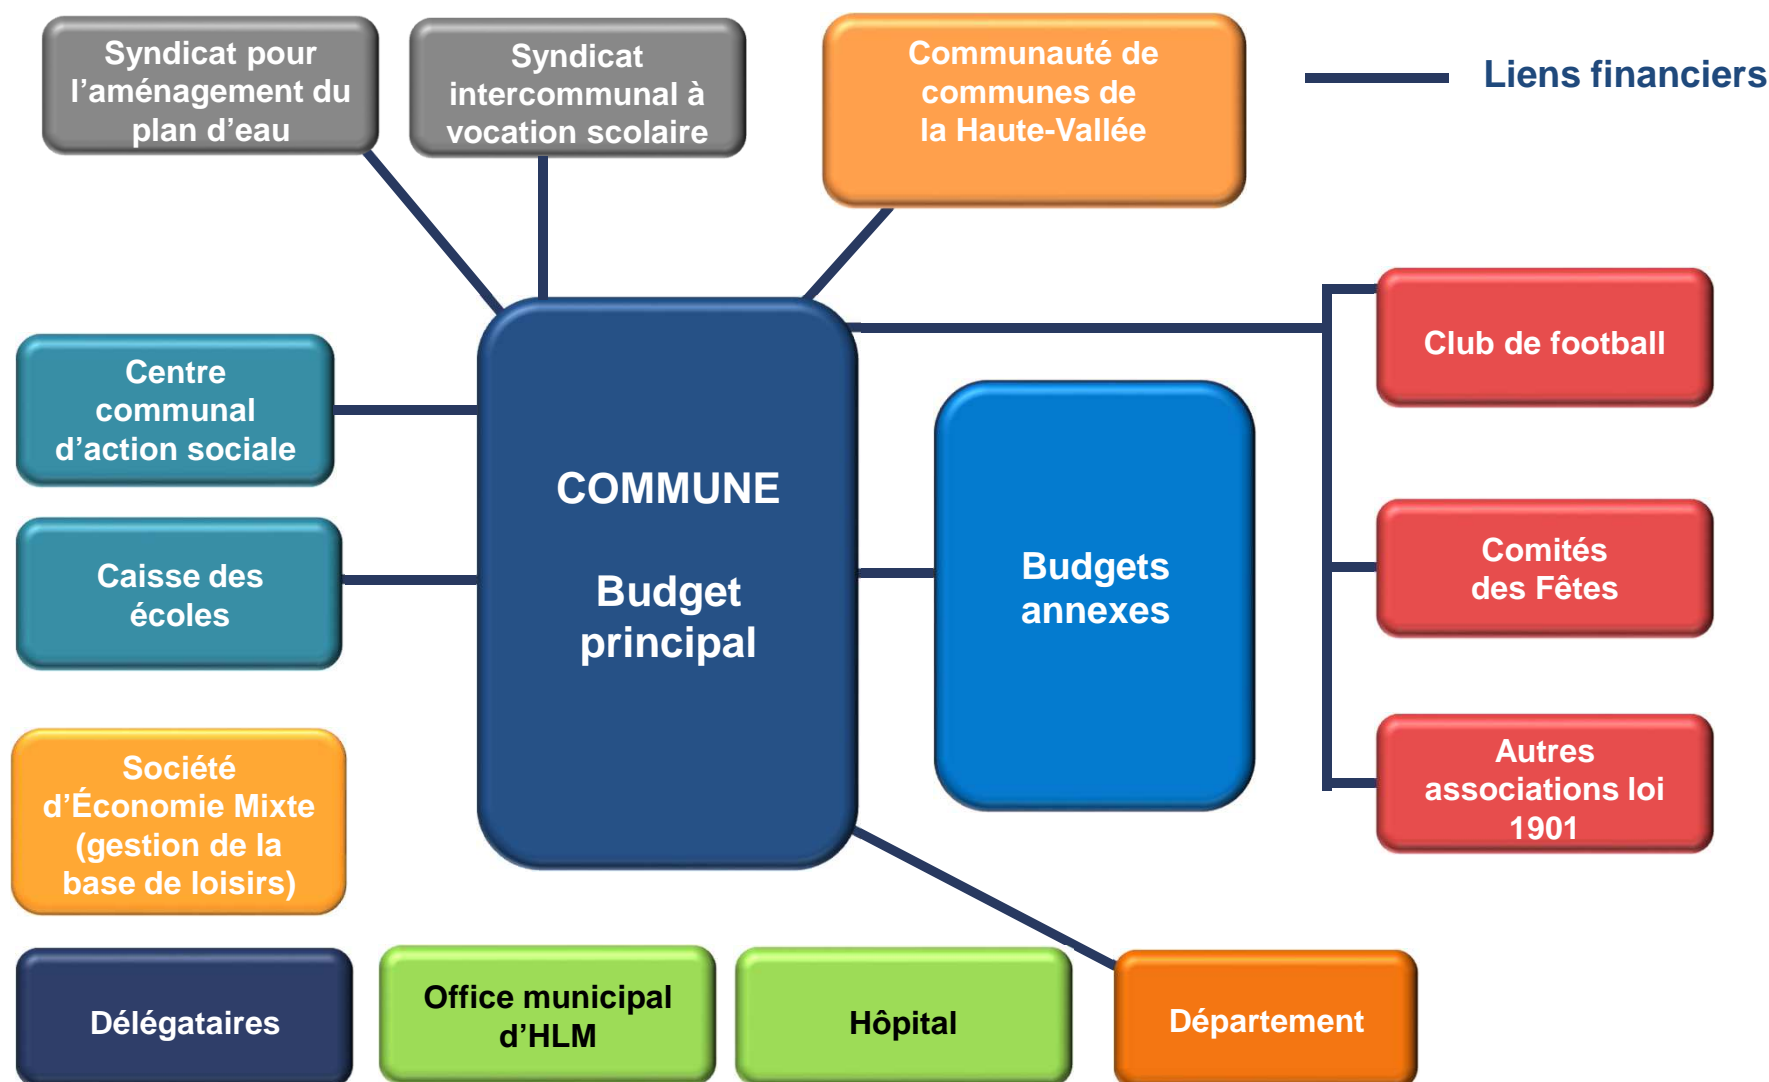 Syndicat pour
l’aménagement du
plan d’eau
Syndicat
intercommunal à
vocation scolaire
Communauté de
communes de
la Haute-Vallée
Liens financiers
Club de football
Centre
communal
d’action sociale
COMMUNE
Budget
principal
Budgets
annexes
Comités
des Fêtes
Caisse des
écoles
Autres
associations loi
1901
Société
d’Économie Mixte
(gestion de la
base de loisirs)
Délégataires
Office municipal
d’HLM
Hôpital
Département